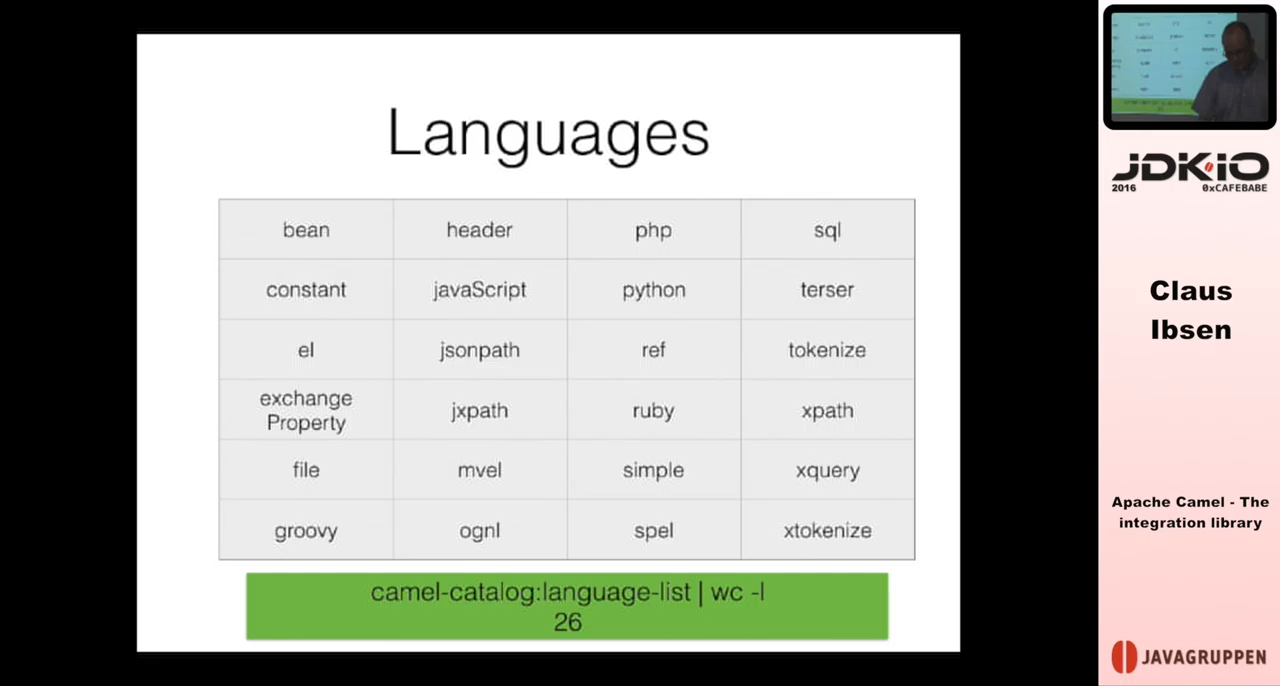 Languages
bean header php sql
constant javaScript python terser
el jsonpath ref tokenize
exchange
Property jxpath ruby xpath
file mvel simple xquery
groovy ognl spel xtokenize
camel-catalog:language-list | wc -l
26
JDK.IO
2016 0xCAFEBABE
Claus
Ibsen
Apache Camel - The
integration library
JAVAGRUPPEN